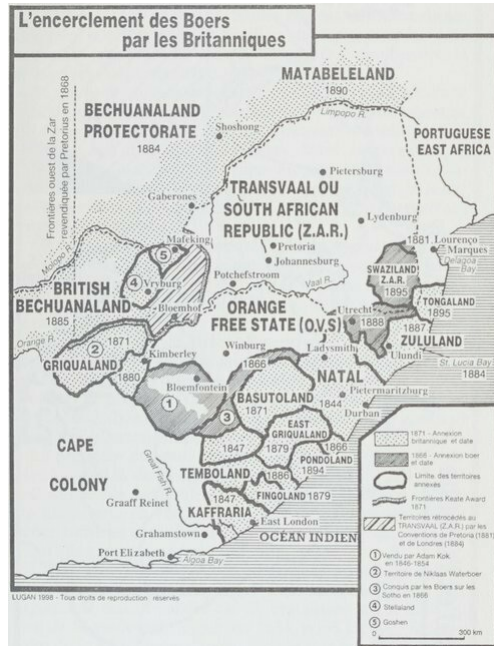 L'encerclement des Boers
par les Britanniques
MATABELELAND
1890
Limpopo R.
BECHUANALAND
PROTECTORATE
1884
Shoshong
PORTUGUESE
EAST AFRICA
Frontières ouest de la Zar
revendiquée par Pretorius en 1868
Pietersburg
Gaberones
TRANSVAAL OU
SOUTH AFRICAN
REPUBLIC (Z.A.R.)
Lydenburg
Molopo R.
5
Mafeking
Pretoria
Johannesburg
1881
Lourenço
Marques
Delagoa
Bay
4
Vryburg
Potchefstroom
Vaal R.
SWAZILAND
Z.A.R.
1895
TONGALAND
1895
BRITISH
BECHUANALAND
1885
Bloemhof
ORANGE
FREE STATE (O.V.S)
Utrecht
1888
1887
ZULULAND
Orange R.
2
1871
GRIQUALAND
Kimberley
Winburg
Ladysmith
Ulundi
St. Lucia Bay
1884
1880
1866
Bloemfontein
1
3
BASUTOLAND
1871
NATAL
1844
Pietermaritzburg
Durban
CAPE
COLONY
1847
EAST
GRIQUALAND
1879
1866
PONDOLAND
1894
TEMBOLAND
1886
Great Fish R.
1847
FINGOLAND 1879
KAFFRARIA
Graaff Reinet
Grahamstown
East London
OCÉAN INDIEN
Port Elizabeth
Algoa Bay
1871 - Annexion
britannique et date
1866 - Annexion boer
et date
Limite des territoires
annexés
Frontières Keate Award
1871
Territoires rétrocédés au
TRANSVAAL (Z.A.R.) par les
Conventions de Pretoria (1881)
et de Londres (1884)
1 Vendu par Adam Kok
en 1846-1854
2 Territoire de Niklaas Waterboer
3 Conquis par les Boers sur les
Sotho en 1866
4 Stellaland
5 Goshen
0 300 km
LUGAN 1998 - Tous droits de reproduction réservés